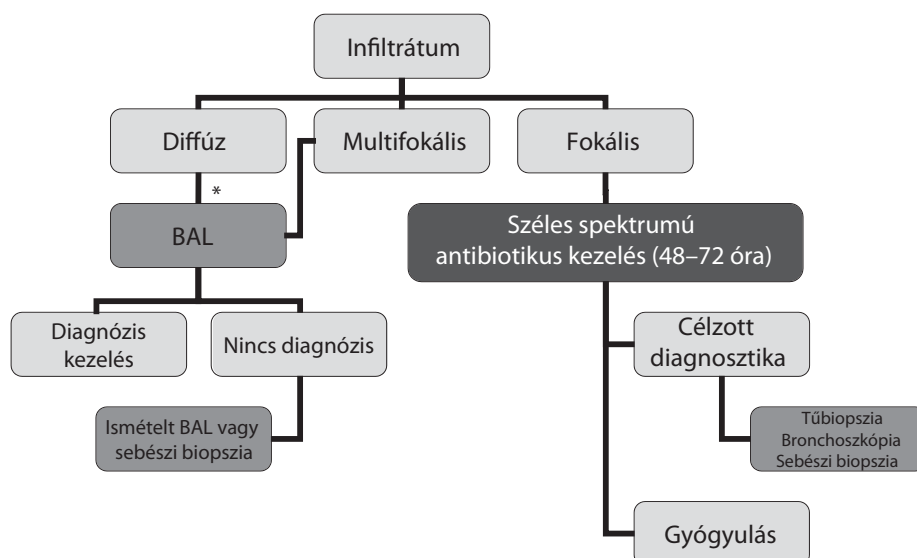 Infiltrátum
Diffúz
Multifokális
Fokális
*
BAL
Széles spektrumú
antibiotikus kezelés (48–72 óra)
Diagnózis
kezelés
Nincs diagnózis
Célzott
diagnosztika
Ismételt BAL vagy
sebészi biopszia
Tűbiopszia
Bronchoszkópia
Sebészi biopszia
Gyógyulás